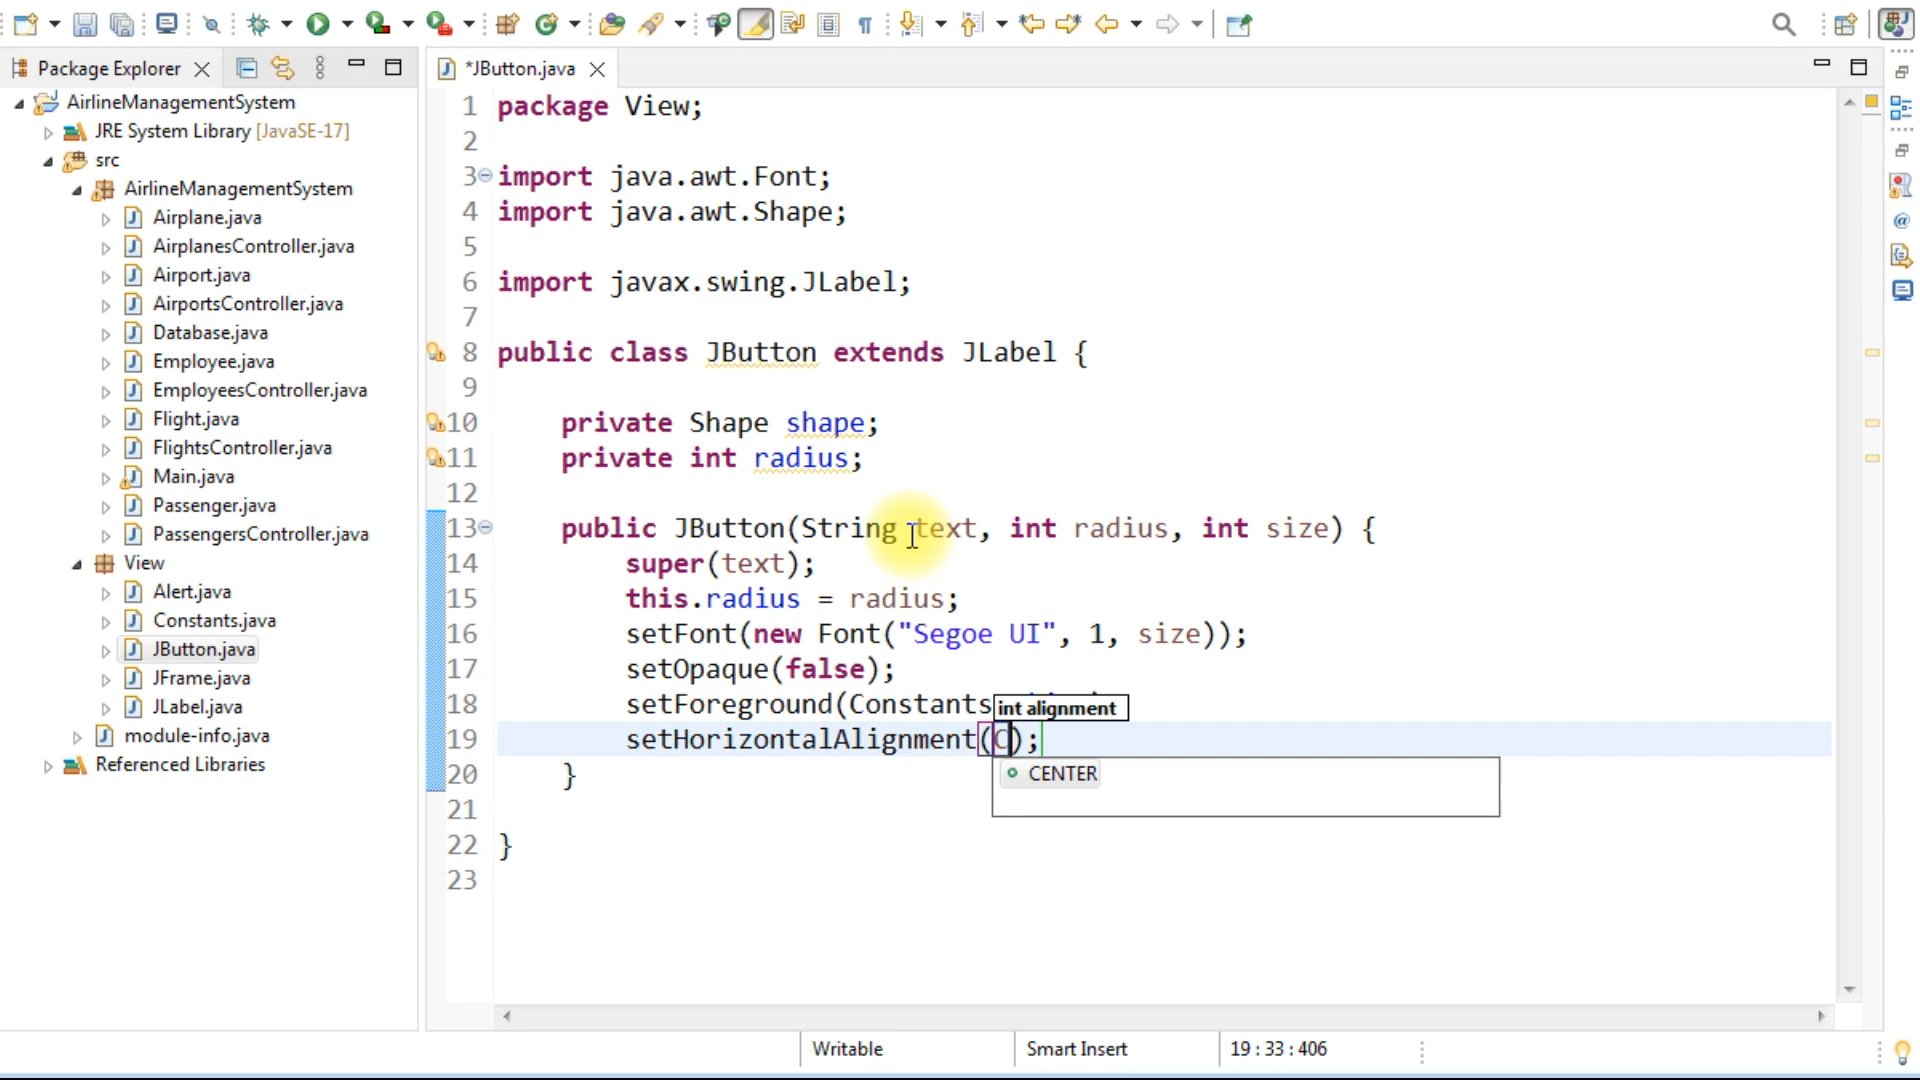 Package Explorer
AirlineManagementSystem
JRE System Library [JavaSE-17]
src
AirlineManagementSystem
Airplane.java
AirplanesController.java
Airport.java
AirportsController.java
Database.java
Employee.java
EmployeesController.java
Flight.java
FlightsController.java
Main.java
Passenger.java
PassengersController.java
View
Alert.java
Constants.java
JButton.java
JFrame.java
JLabel.java
module-info.java
Referenced Libraries
*JButton.java
1 package View;
2
3 import java.awt.Font;
4 import java.awt.Shape;
5
6 import javax.swing.JLabel;
7
8 public class JButton extends JLabel {
9
10 private Shape shape;
11 private int radius;
12
13 public JButton(String text, int radius, int size) {
14 super(text);
15 this.radius = radius;
16 setFont(new Font("Segoe UI", 1, size));
17 setOpaque(false);
18 setForeground(Constants
int alignment
19 setHorizontalAlignment(C);
CENTER
20 }
21
22 }
23
Writable
Smart Insert
19 : 33 : 406